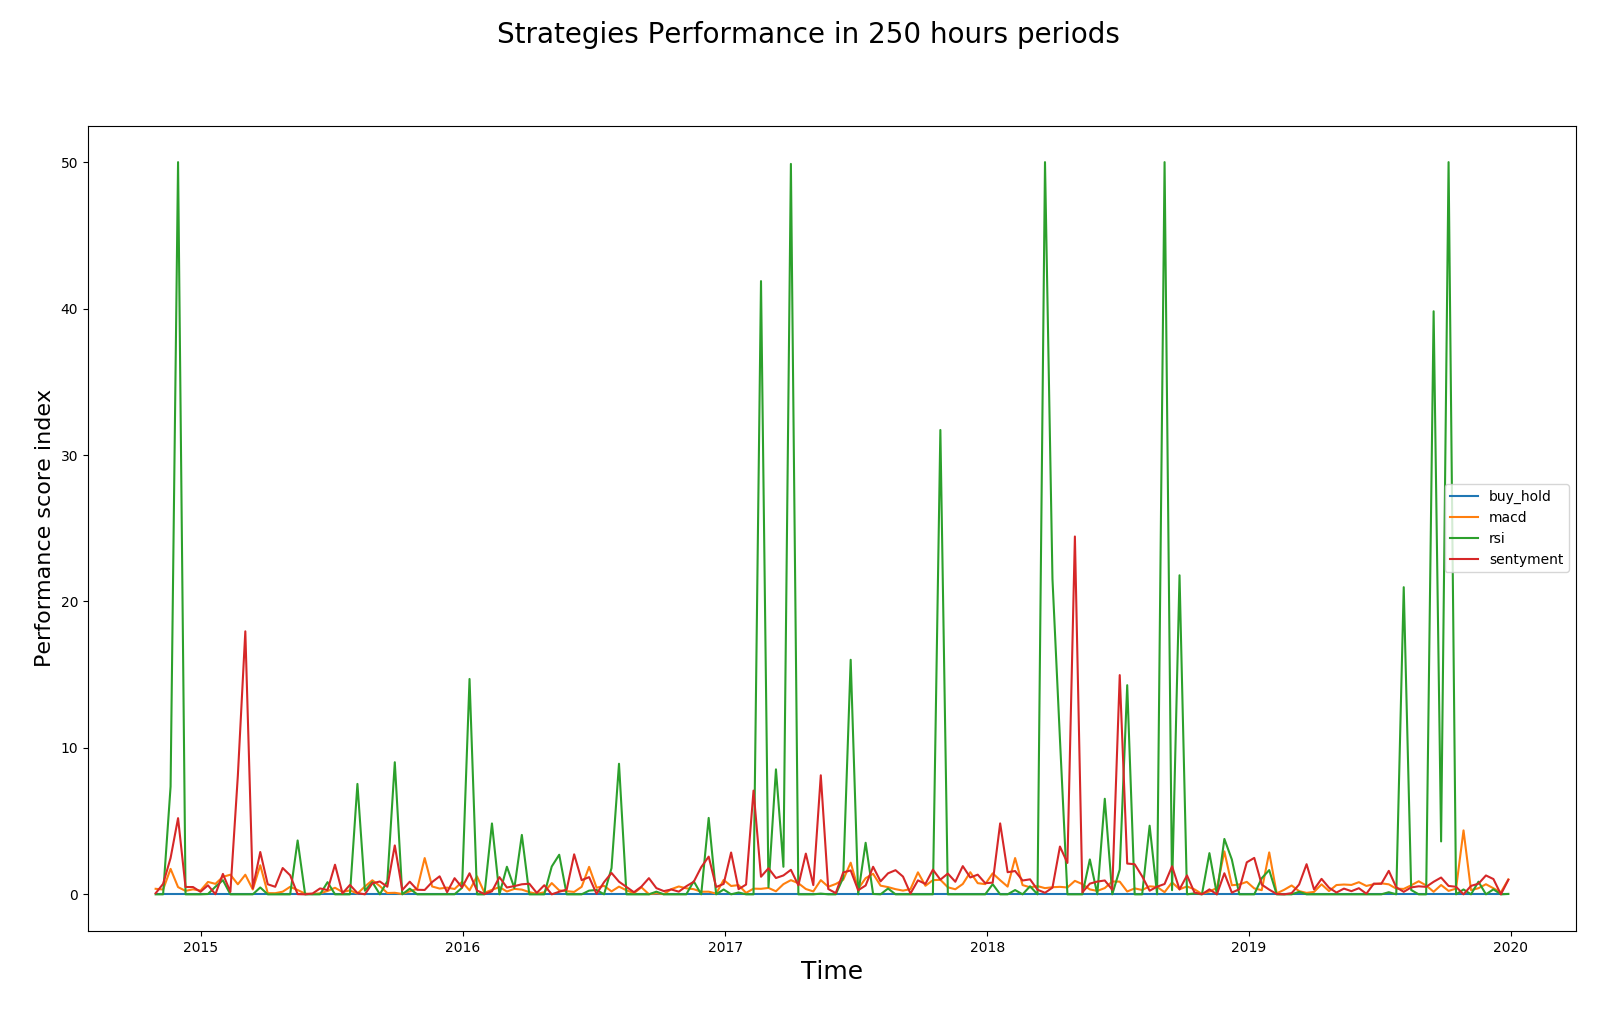 Strategies Performance in 250 hours periods
Performance score index
50
40
30
20
10
0
buy_hold
macd
rsi
sentyment
2015 2016 2017 2018 2019 2020
Time